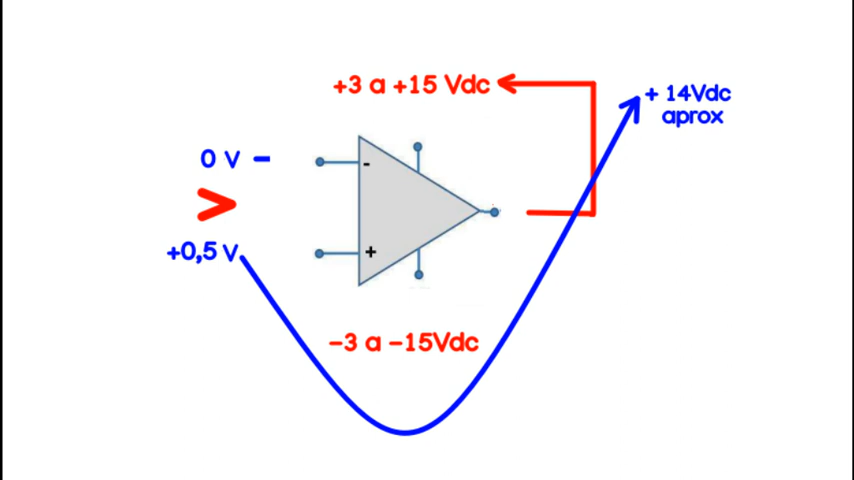 +3 a +15 Vdc
+ 14Vdc
aprox
0 V -
-
>
+0,5 V
+
-3 a -15Vdc